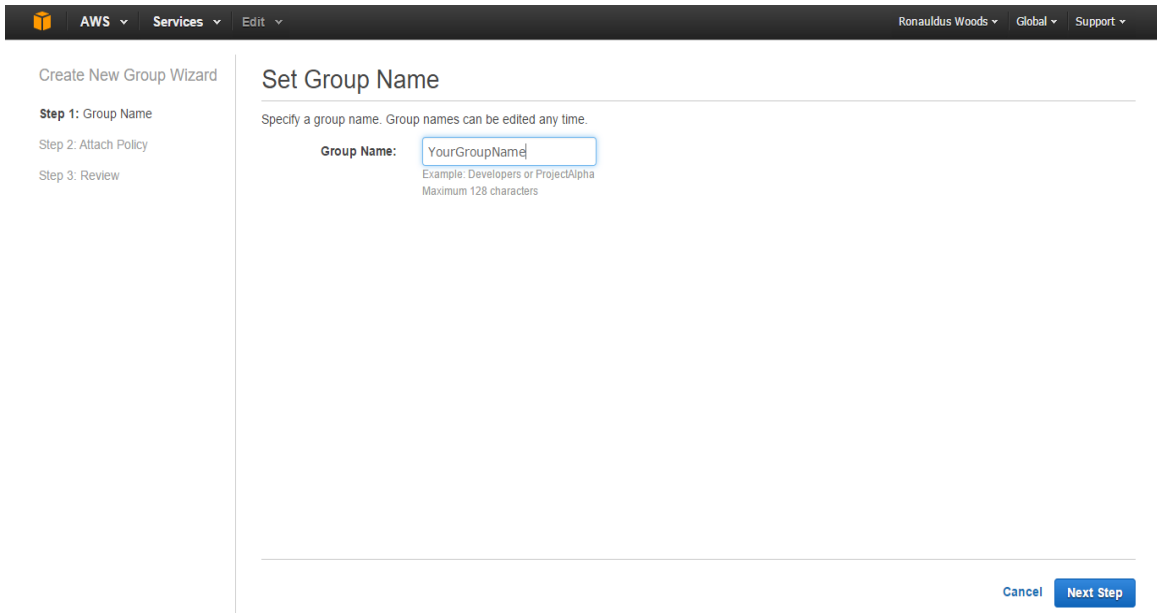 AWS Services Edit Ronauldus Woods Global Support
Create New Group Wizard
Step 1: Group Name
Step 2: Attach Policy
Step 3: Review
Set Group Name
Specify a group name. Group names can be edited any time.
Group Name: YourGroupName
Example: Developers or ProjectAlpha
Maximum 128 characters
Cancel Next Step